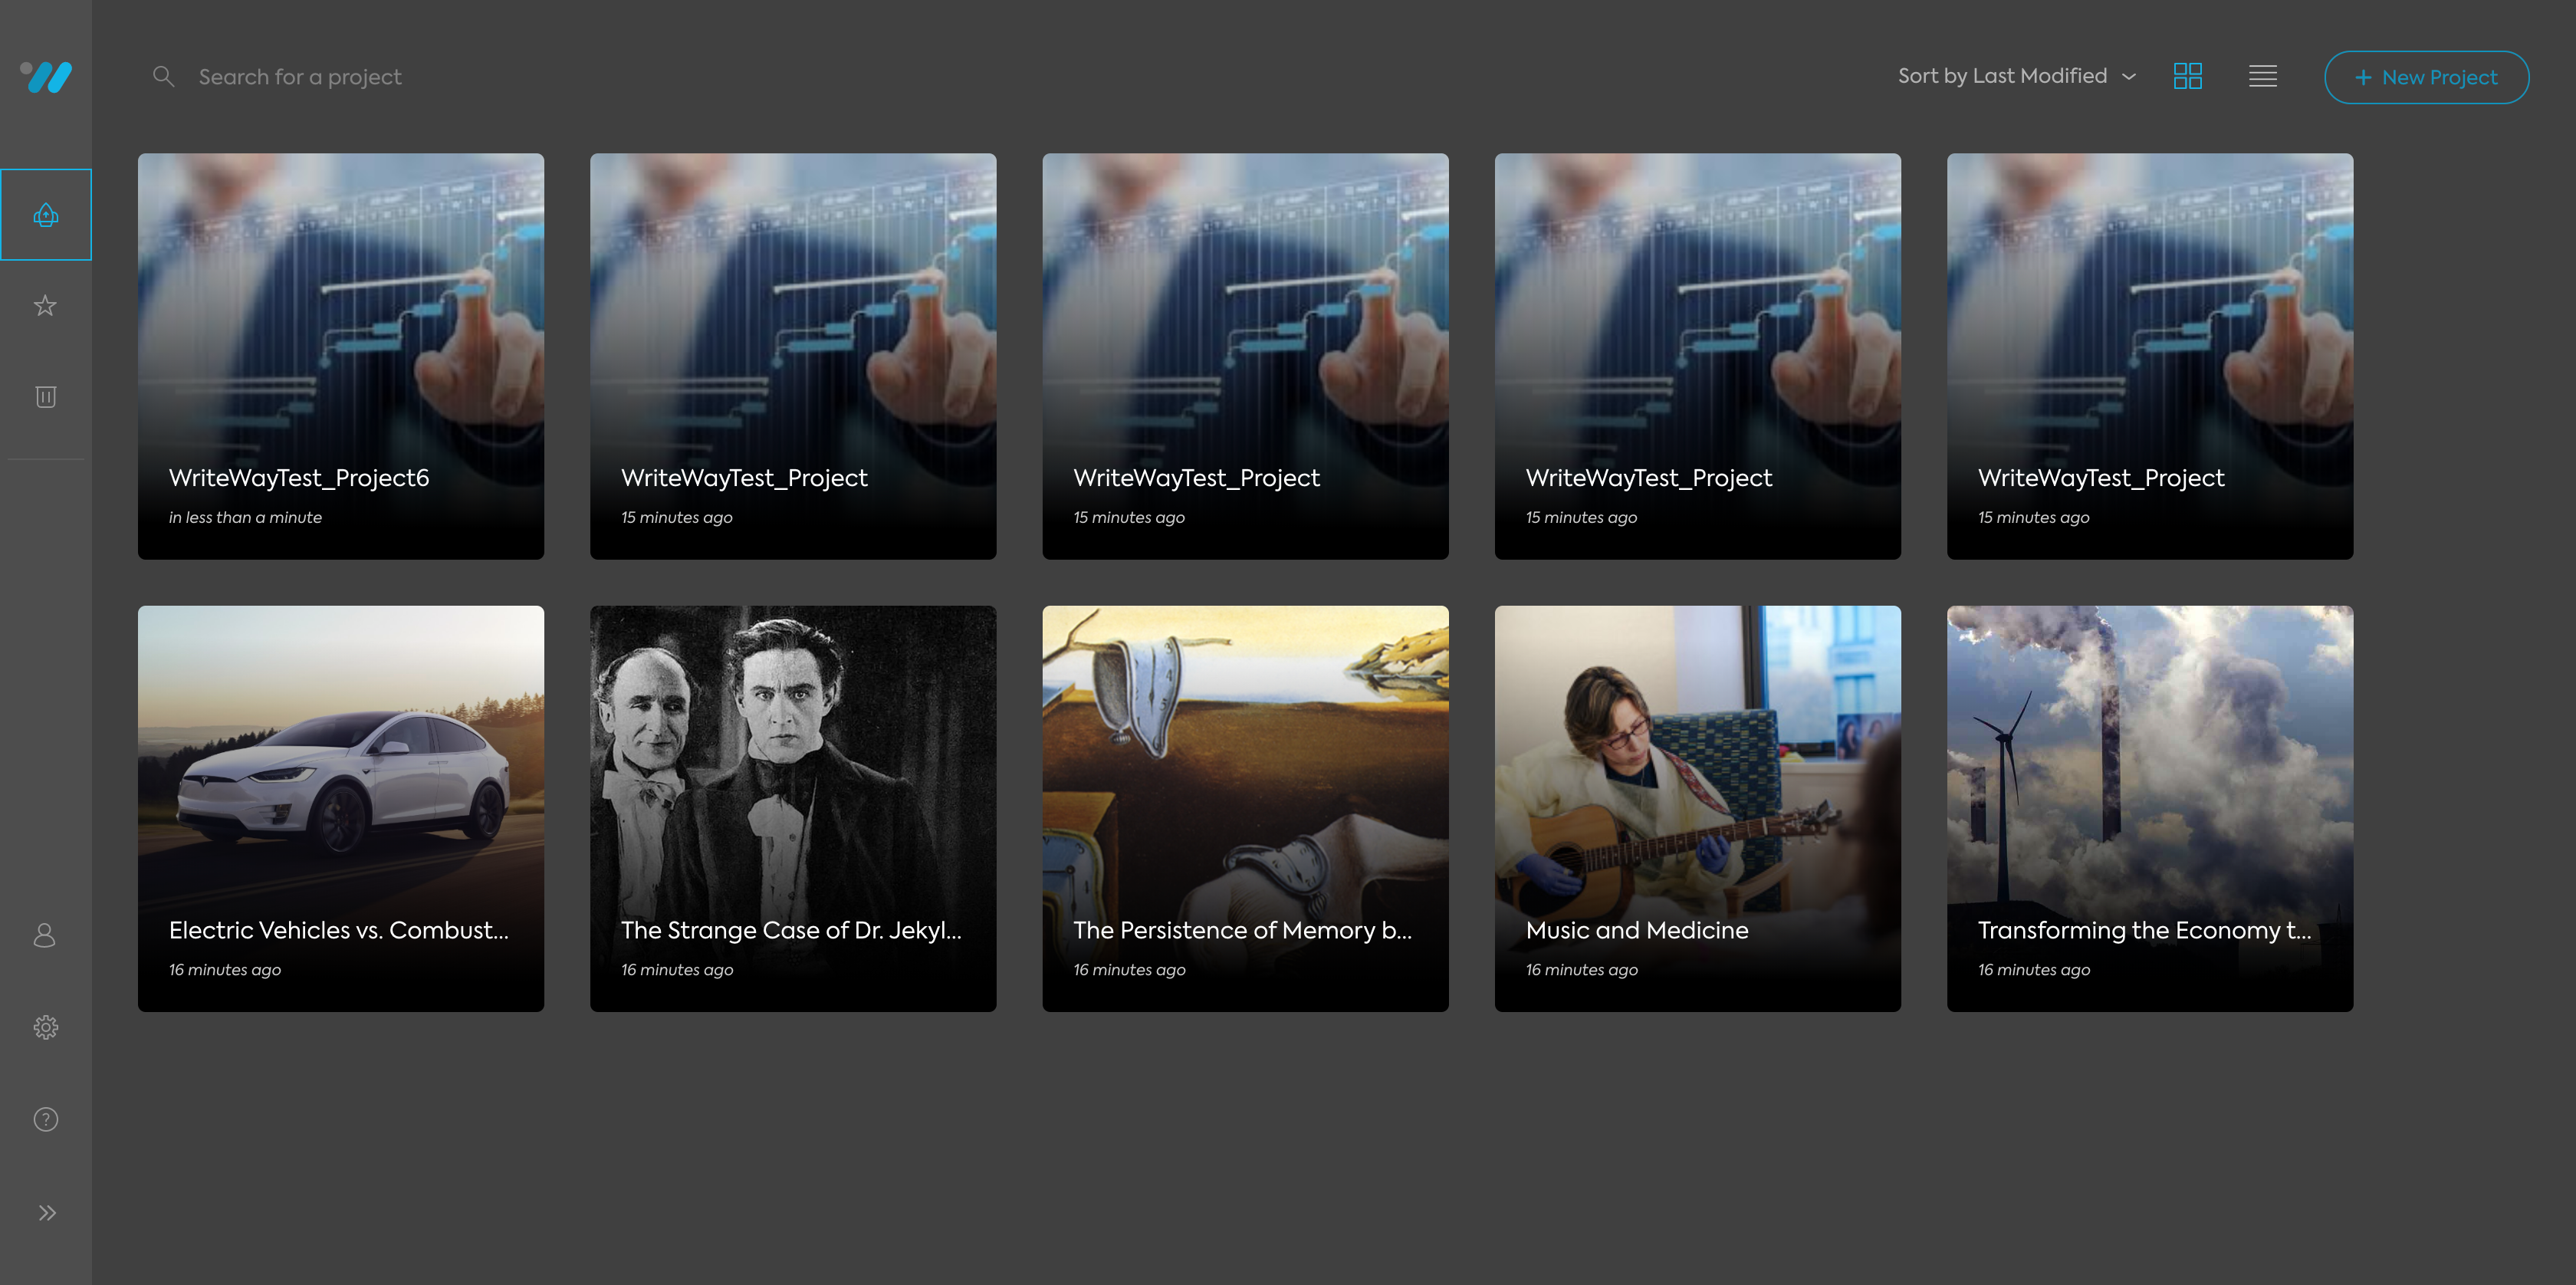 Search for a project
Sort by Last Modified
+ New Project
WriteWayTest_Project6
in less than a minute
WriteWayTest_Project
15 minutes ago
WriteWayTest_Project
15 minutes ago
WriteWayTest_Project
15 minutes ago
WriteWayTest_Project
15 minutes ago
Electric Vehicles vs. Combust...
16 minutes ago
The Strange Case of Dr. Jekyl...
16 minutes ago
The Persistence of Memory b...
16 minutes ago
Music and Medicine
16 minutes ago
Transforming the Economy t...
16 minutes ago